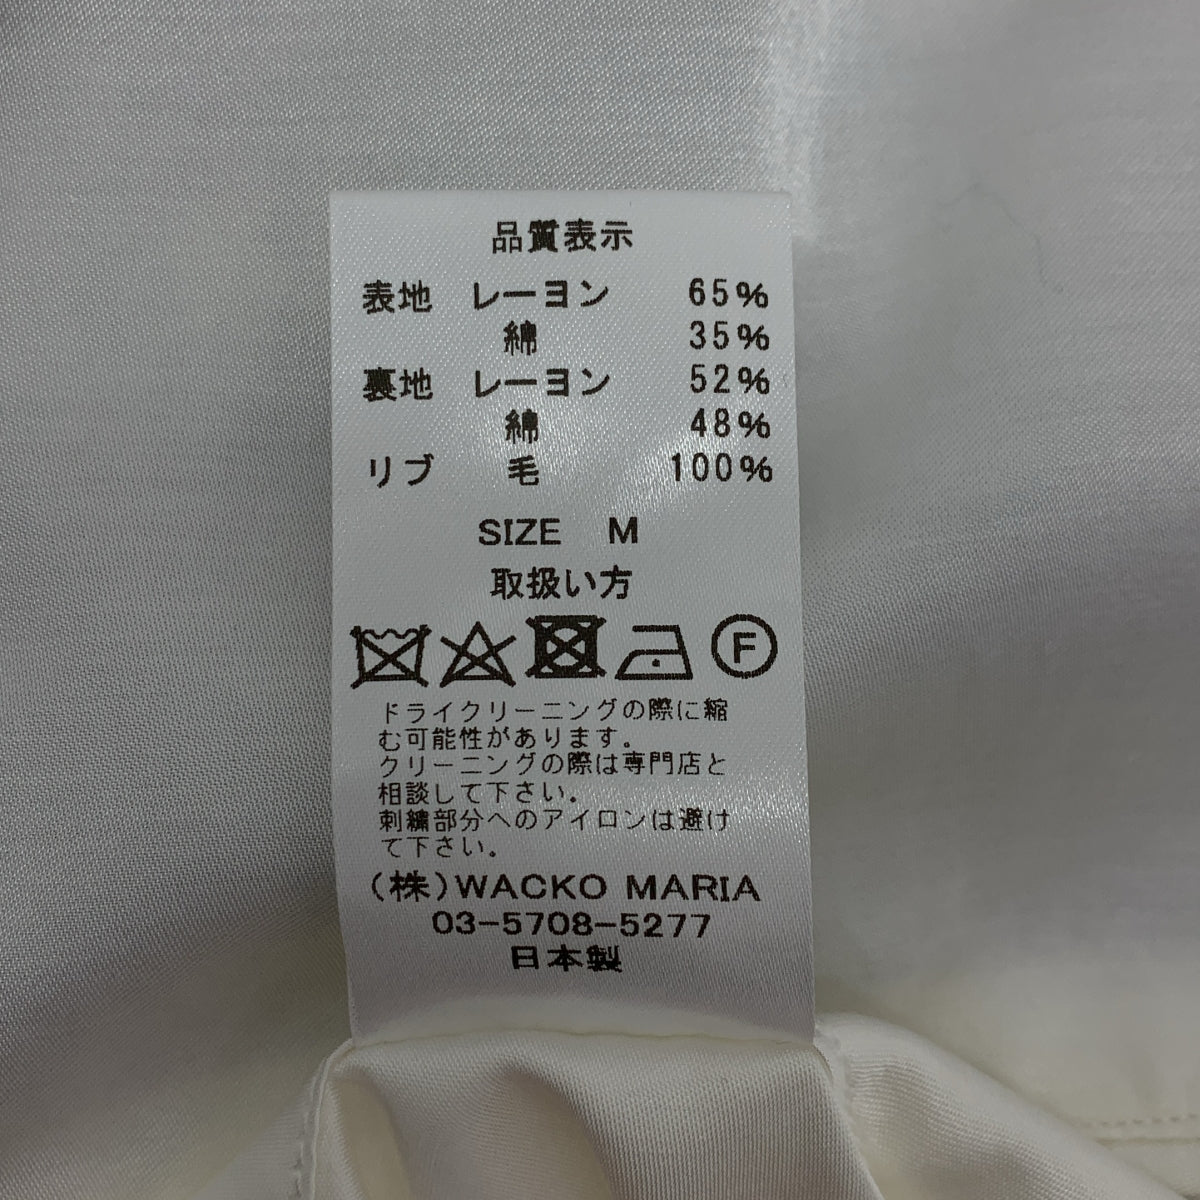 品質表示
表地 レーヨン 65%
綿 35%
裏地 レーヨン 52%
綿 48%
リブ 毛 100%
SIZE M
取扱い方
F
ドライクリーニングの際に縮
む可能性があります。
クリーニングの際は専門店と
相談して下さい。
刺繍部分へのアイロンは避け
て下さい。
(株)WACKO MARIA
03-5708-5277
日本製